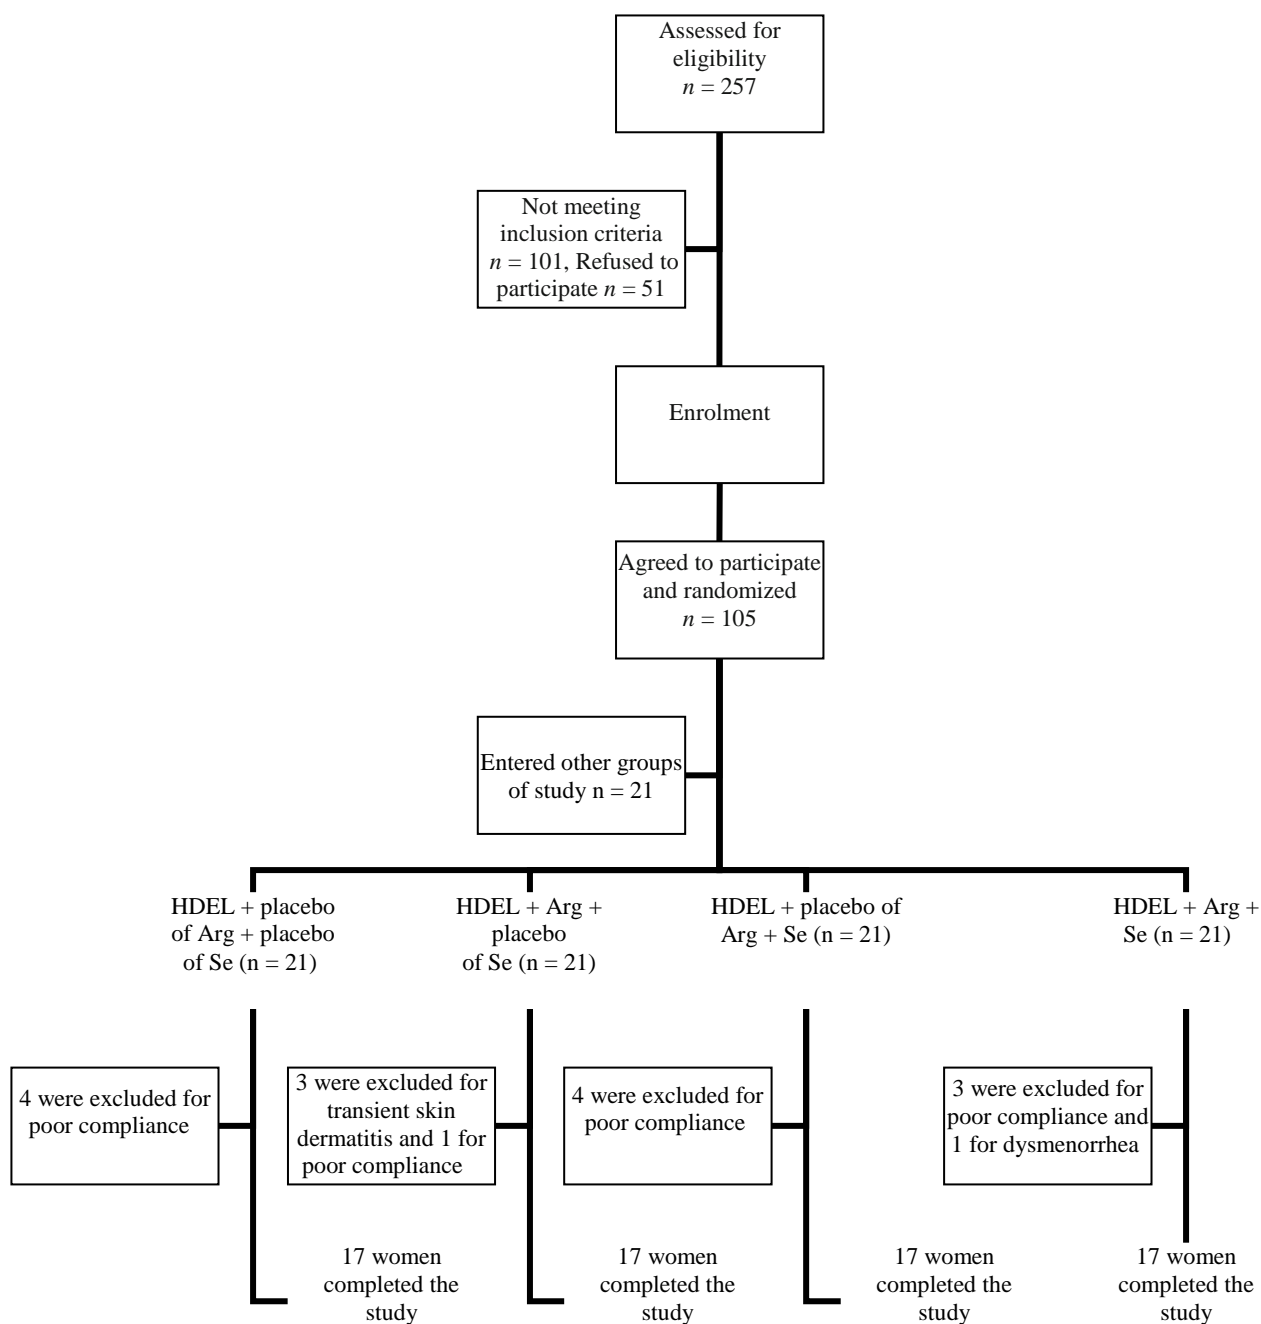 Assessed for
eligibility
n = 257
Not meeting
inclusion criteria
n = 101, Refused to
participate n = 51
Enrolment
Agreed to participate
and randomized
n = 105
Entered other groups
of study n = 21
HDEL + placebo
of Arg + placebo
of Se (n = 21)
HDEL + Arg +
placebo
of Se (n = 21)
HDEL + placebo of
Arg + Se (n = 21)
HDEL + Arg +
Se (n = 21)
4 were excluded for
poor compliance
3 were excluded for
transient skin
dermatitis and 1 for
poor compliance
4 were excluded for
poor compliance
3 were excluded for
poor compliance and
1 for dysmenorrhea
17 women
completed the
study
17 women
completed the
study
17 women
completed the
study
17 women
completed the
study